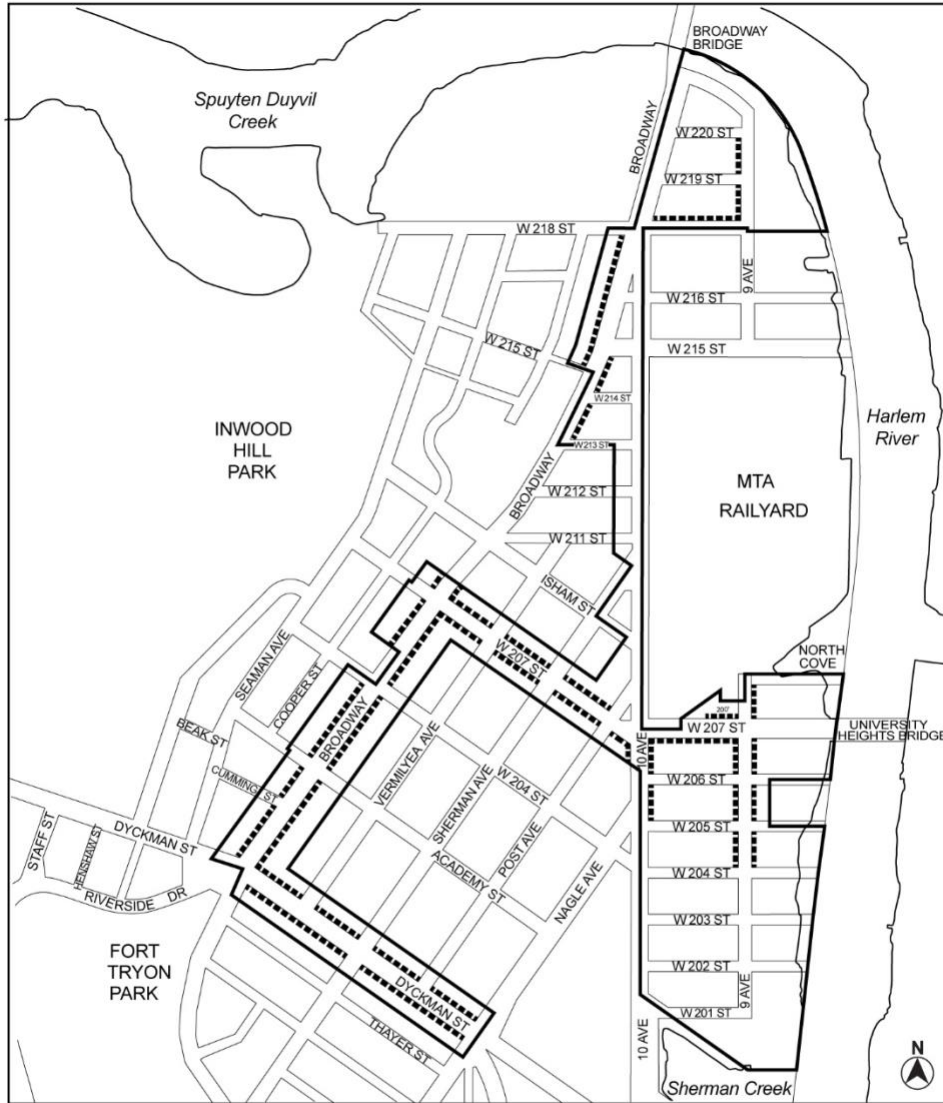 BROADWAY
BRIDGE
Spuyten Duyvil
Creek
BROADWAY
W 220 ST
W 219 ST
W 218 ST
9 AVE
W 216 ST
W 215 ST
W 215 ST
W 214 ST
W 213 ST
Harlem
River
INWOOD
HILL
PARK
MTA
RAILYARD
BROADWAY
W 212 ST
W 211 ST
ISHAM ST
W 207 ST
NORTH
COVE
SEAMAN AVE
COOPER ST
BROADWAY
200'
W 207 ST
UNIVERSITY
HEIGHTS BRIDGE
10 AVE
BEAK ST
VERMILYEA AVE
W 206 ST
CUMMING ST
SHERMAN AVE
W 204 ST
W 205 ST
DYCKMAN ST
STAFF ST
HENSHAW ST
POST AVE
ACADEMY ST
W 204 ST
RIVERSIDE DR
NAGLE AVE
W 203 ST
FORT
TRYON
PARK
W 202 ST
DYCKMAN ST
9 AVE
W 201 ST
THAYER ST
10 AVE
N
Sherman Creek